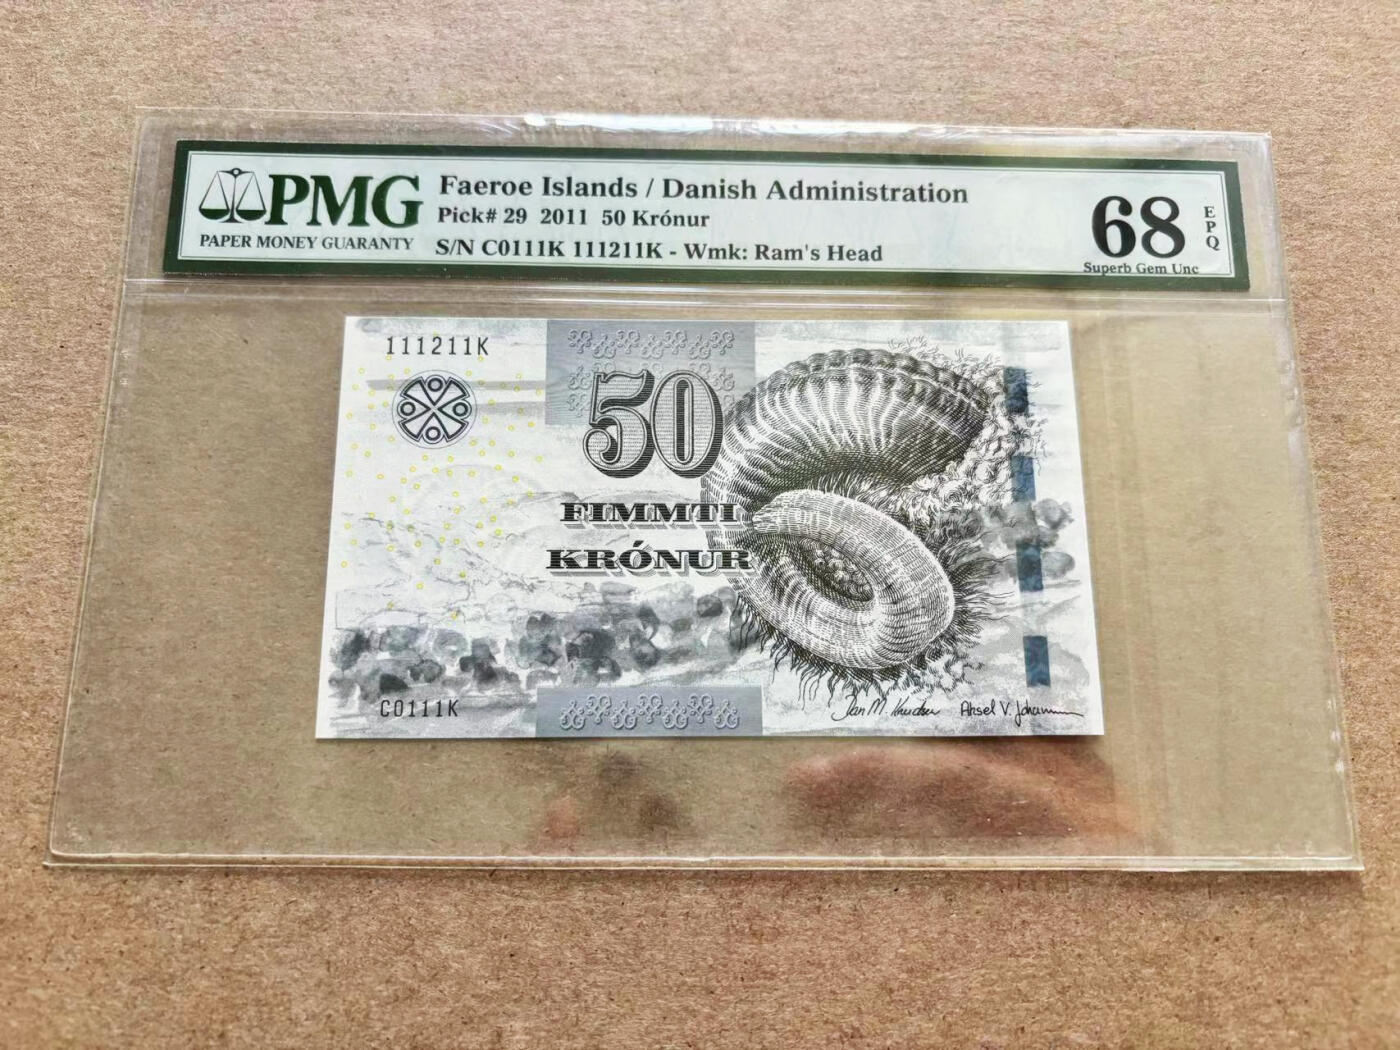 PMG
PAPER MONEY GUARANTY
Faeroe Islands / Danish Administration
Pick# 29 2011 50 Krónur
S/N C0111K 111211K - Wmk: Ram's Head
68
EPQ
Superb Gem Unc
111211K
50
FIMMTI
KRÓNUR
C0111K